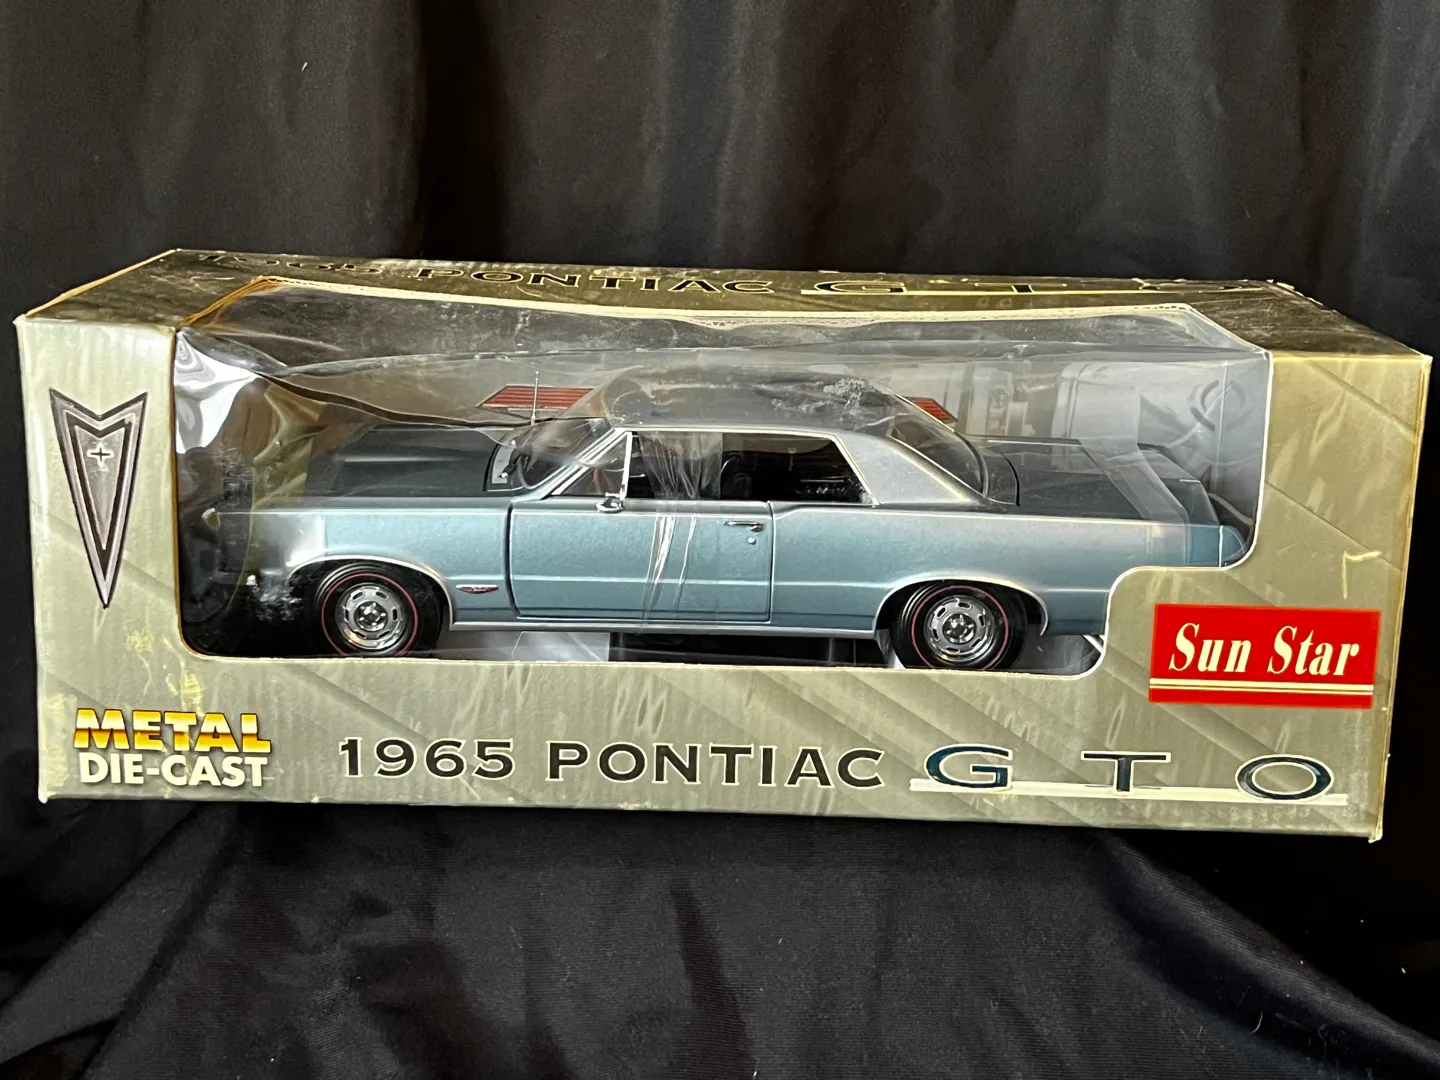 1965 PONTIAC GTO
Sun Star
METAL
DIE-CAST
1965 PONTIAC GTO